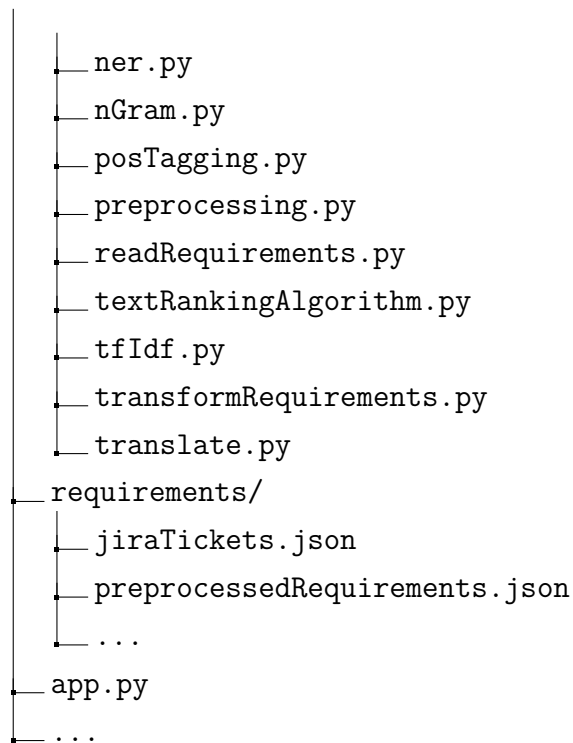 ner.py
nGram.py
posTagging.py
preprocessing.py
readRequirements.py
textRankingAlgorithm.py
tfIdf.py
transformRequirements.py
translate.py
requirements/
jiraTickets.json
preprocessedRequirements.json
...
app.py
...